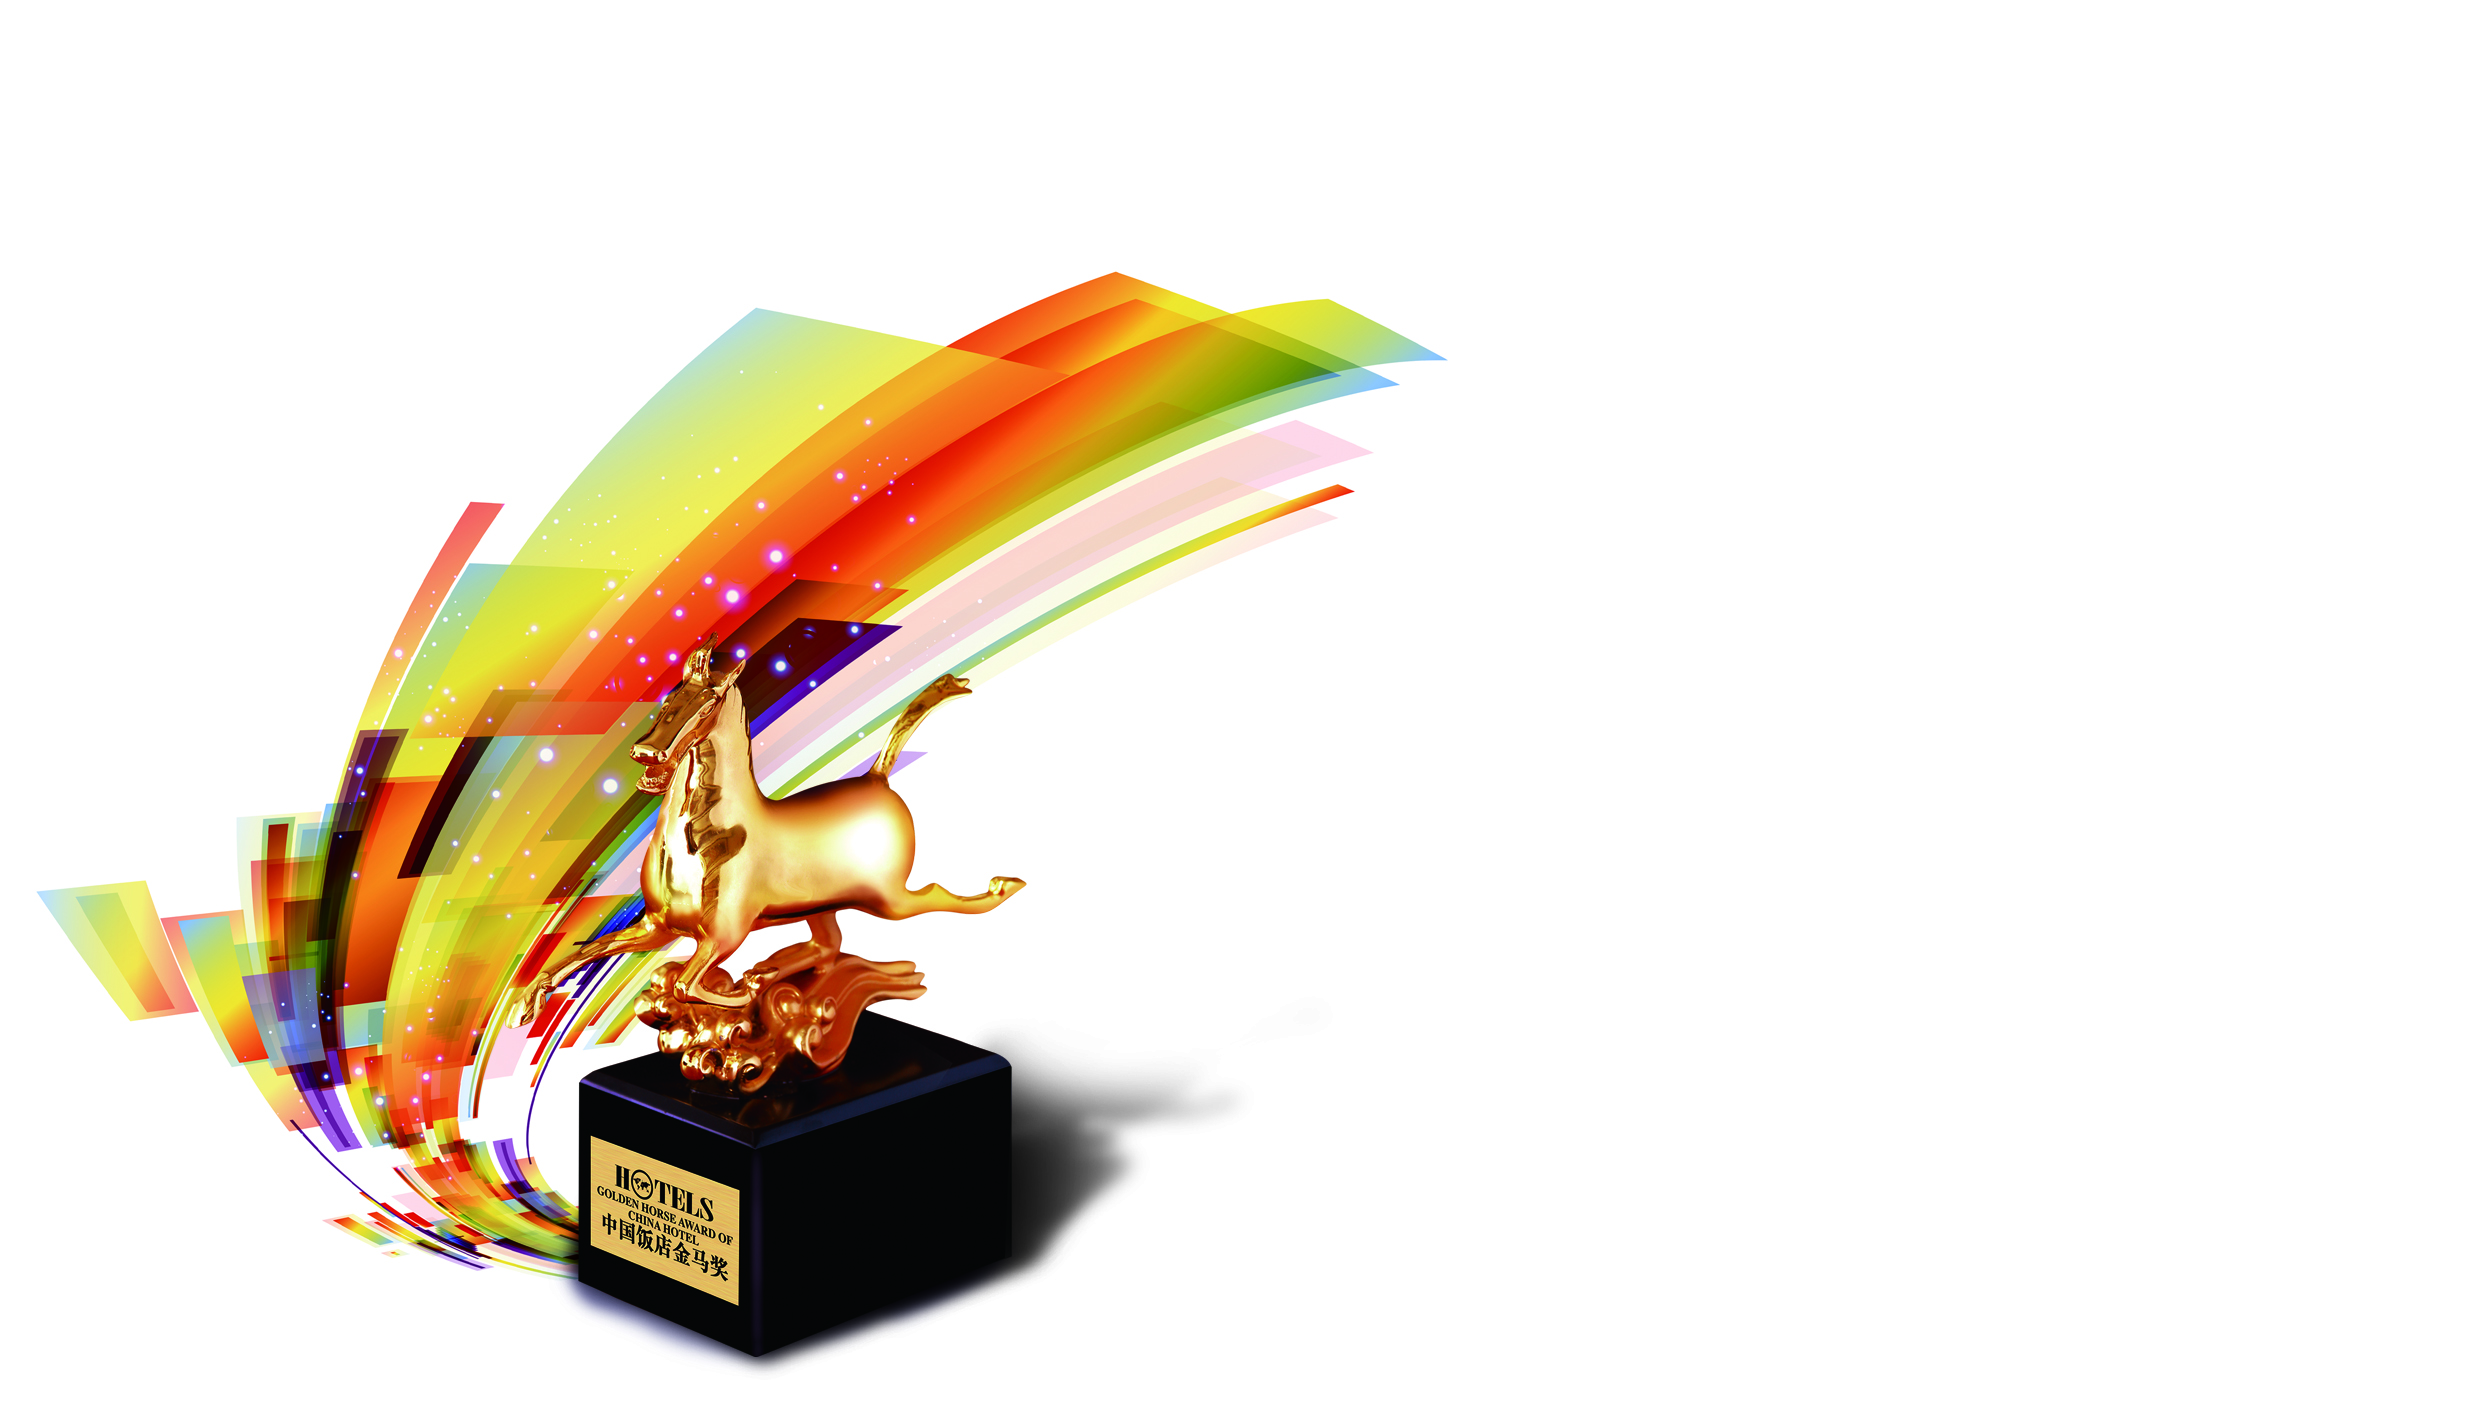 HOTELS
GOLDEN HORSE AWARD OF
CHINA HOTEL
中国饭店金马奖